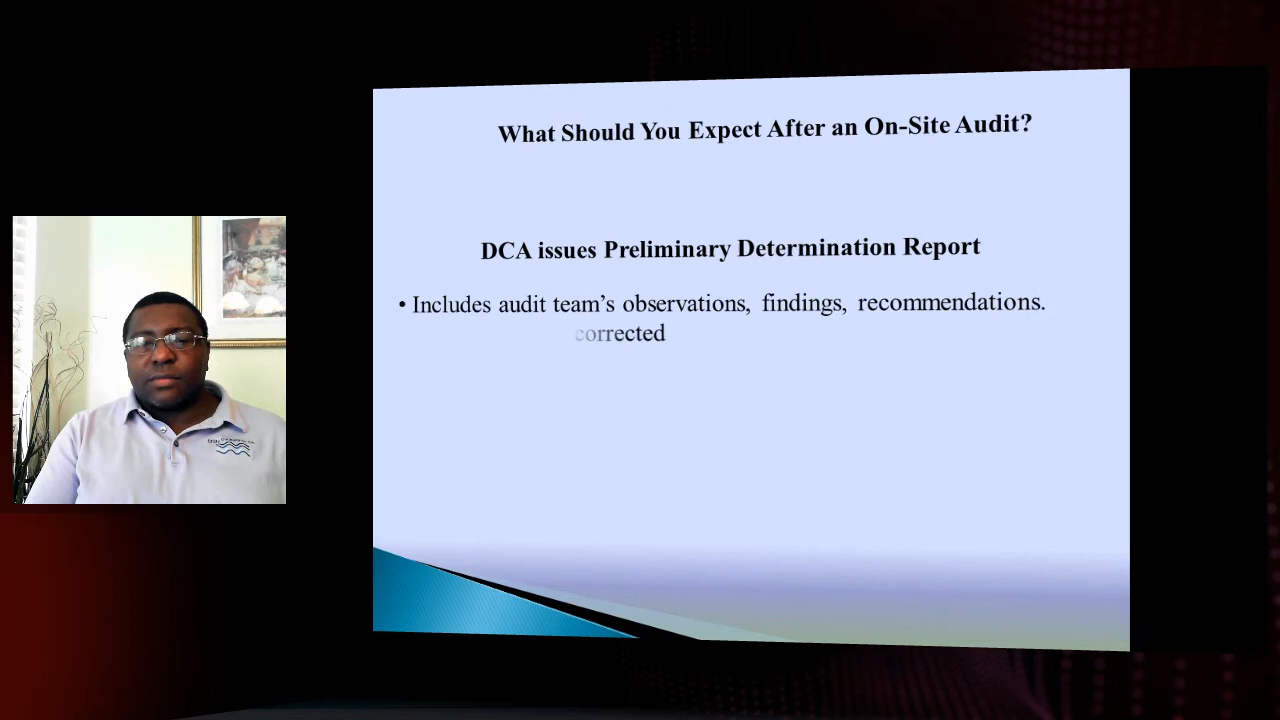 What Should You Expect After an On-Site Audit?
DCA issues Preliminary Determination Report
• Includes audit team’s observations, findings, recommendations.
corrected